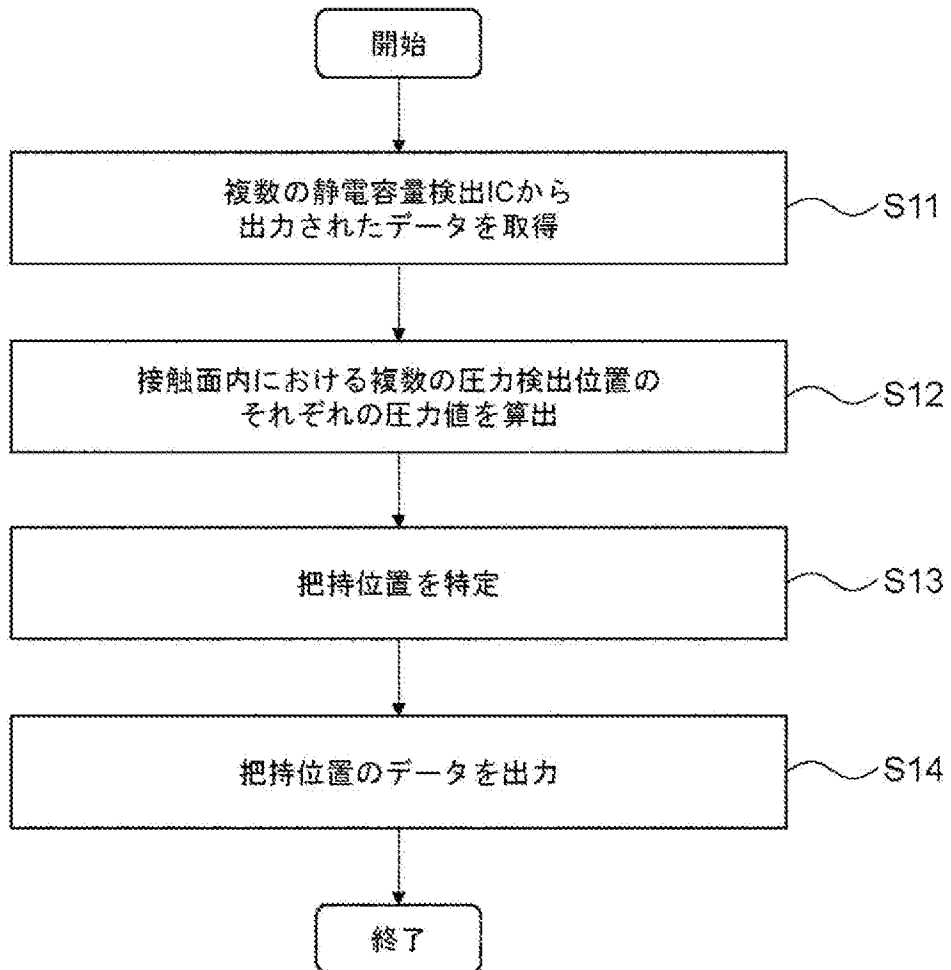 開始
複数の静電容量検出ICから
出力されたデータを取得
S11
接触面内における複数の圧力検出位置の
それぞれの圧力値を算出
S12
把持位置を特定
S13
把持位置のデータを出力
S14
終了